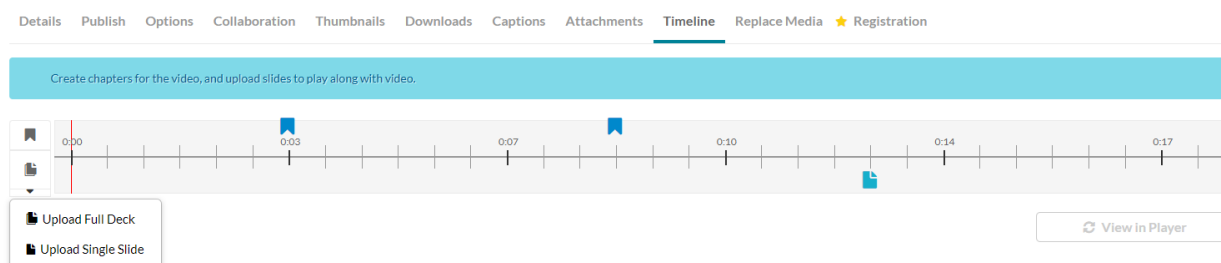 Details Publish Options Collaboration Thumbnails Downloads Captions Attachments Timeline Replace Media Registration
Create chapters for the video, and upload slides to play along with video.
0:00 0:03 0:07 0:10 0:14 0:17
Upload Full Deck
View in Player
Upload Single Slide